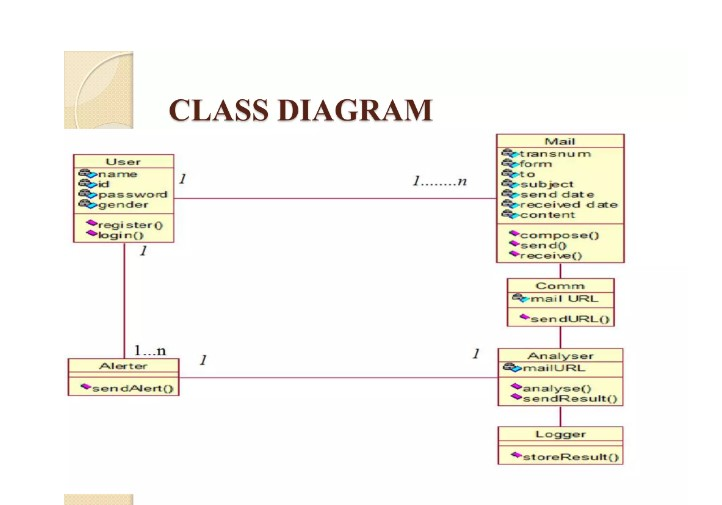 CLASS DIAGRAM
User
name
id
password
gender
register()
login()
1
1........n
Mail
transnum
form
to
subject
send date
received date
content
compose()
send()
receive()
1
1...n
Comm
mail URL
sendURL()
Alerter
sendAlert()
1
1
Analyser
mailURL
analyse()
sendResult()
Logger
storeResult()